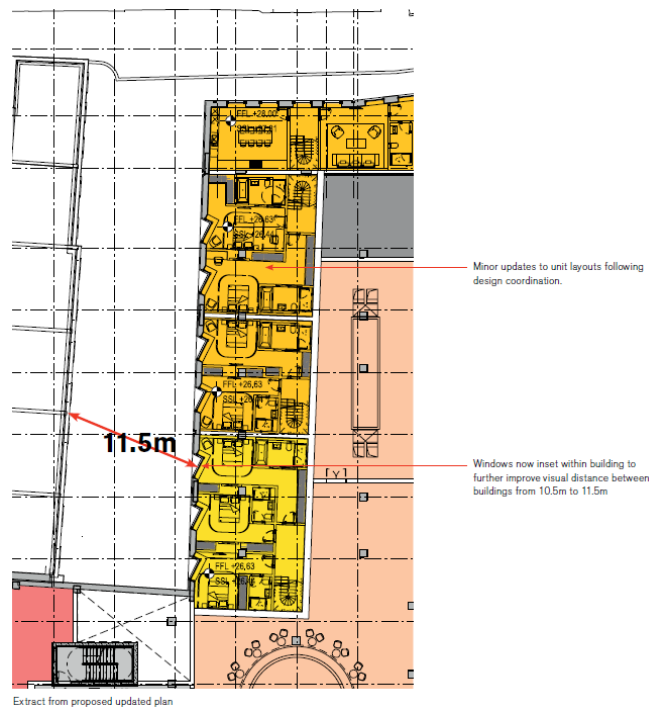 FFL +28,00
FFL +26,63
SSL +26,44
Minor updates to unit layouts following
design coordination.
FFL +26,63
11.5m
Windows now inset within building to
further improve visual distance between
buildings from 10.5m to 11.5m
[ Y ]
FFL +26,63
Extract from proposed updated plan